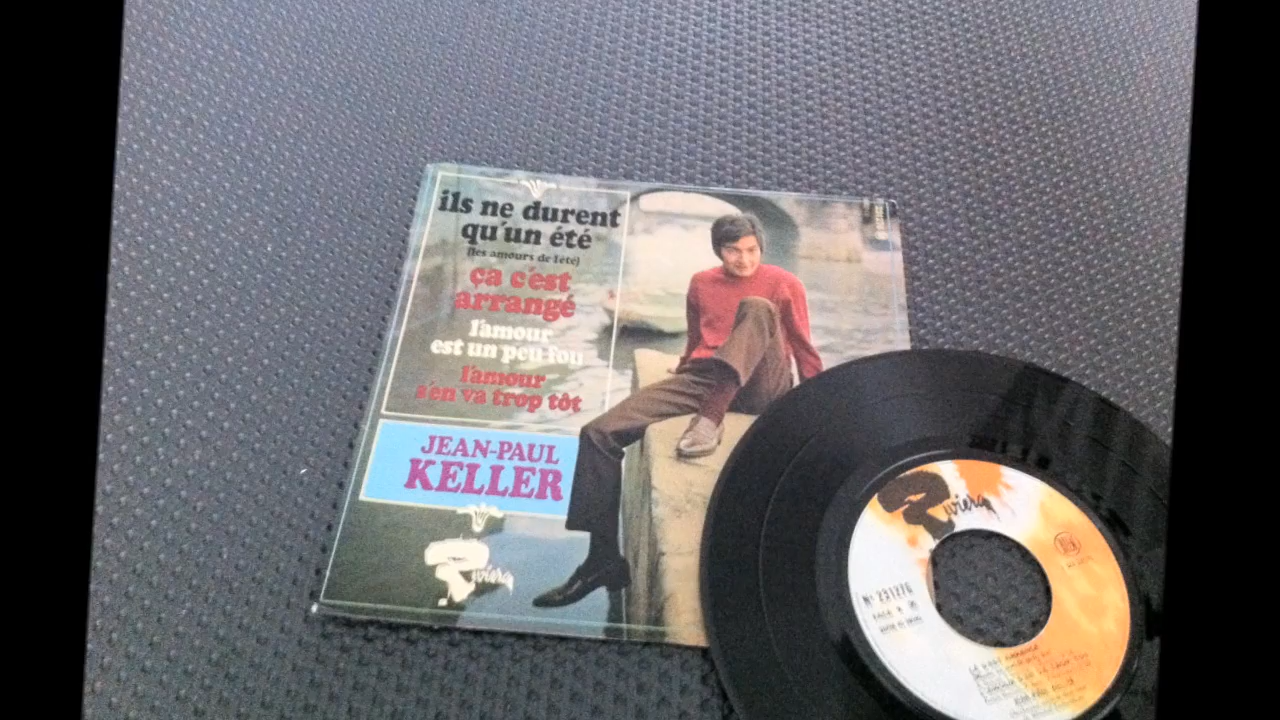 ils ne durent
qu'un été
(les amours de l'été)
ça c'est
arrangé
l'amour
est un peu fou
l'amour
s'en va trop tôt
JEAN-PAUL
KELLER
Riviera
Riviera
N° 231276